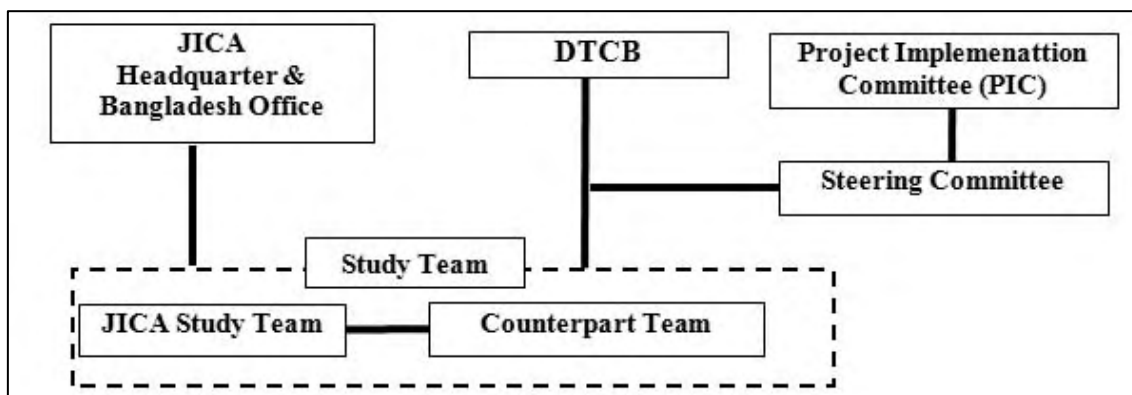 JICA
Headquarter &
Bangladesh Office
DTCB
Project Implemenattion
Committee (PIC)
Steering Committee
Study Team
JICA Study Team
Counterpart Team